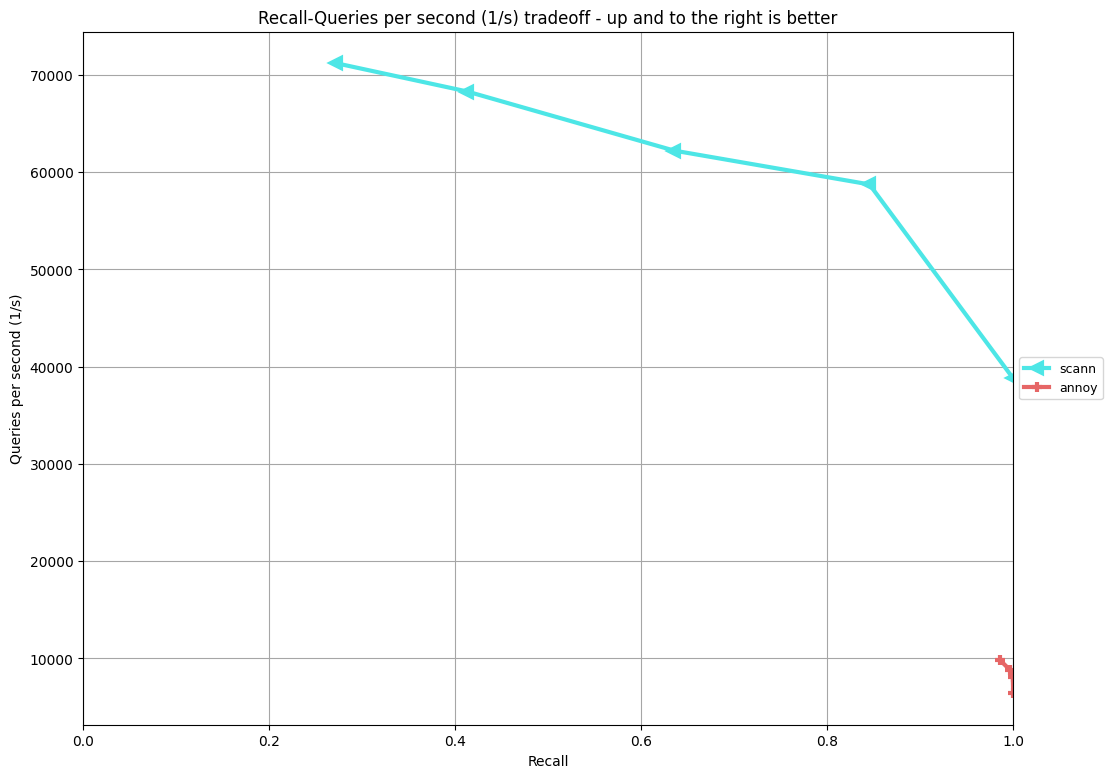 Recall-Queries per second (1/s) tradeoff - up and to the right is better
70000
60000
50000
40000
30000
20000
10000
Queries per second (1/s)
0.0 0.2 0.4 0.6 0.8 1.0
Recall
scann
annoy